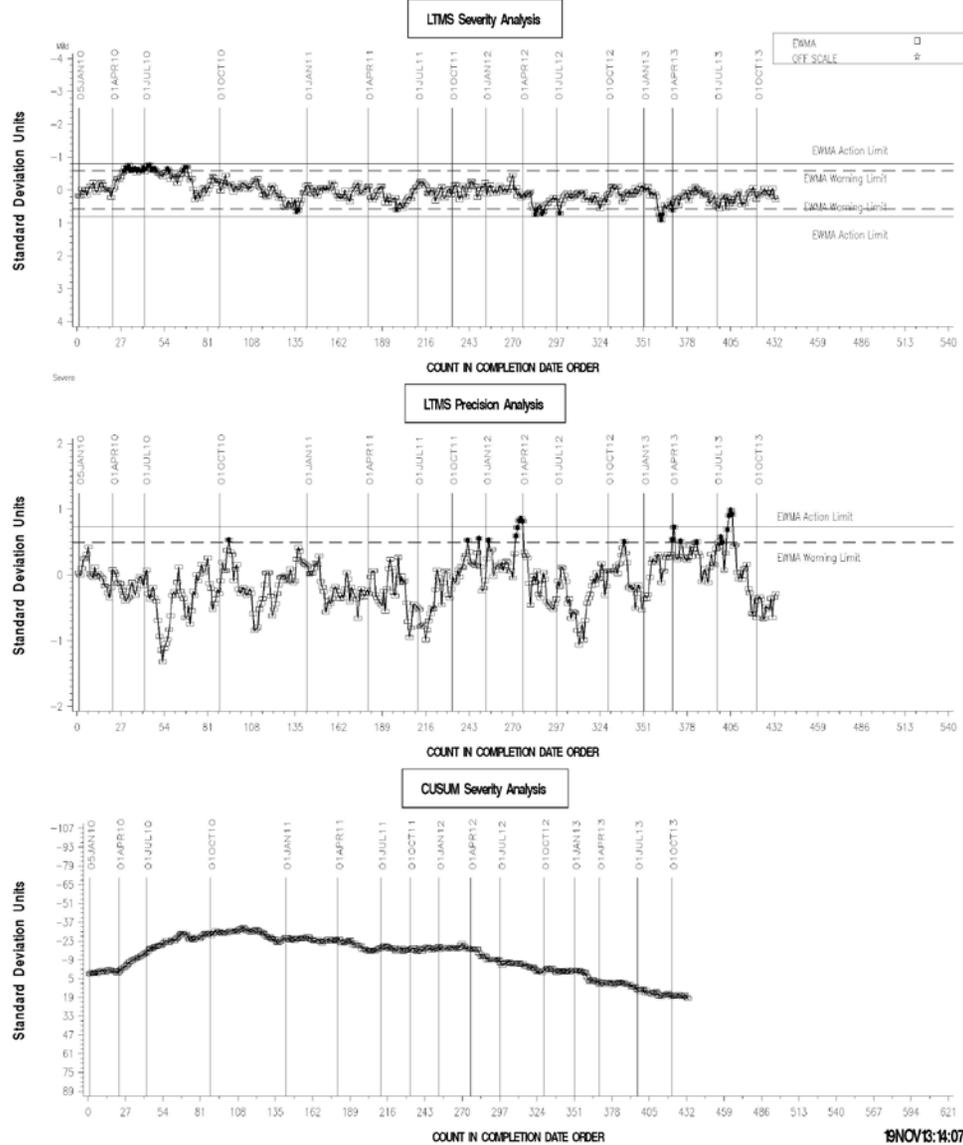 LTMS Severity Analysis
Mild
EWMA
OFF SCALE
05JAN10 01APR10 01JUL10 01OCT10 01JAN11 01APR11 01JUL11 01OCT11 01JAN12 01APR12 01JUL12 01OCT12 01JAN13 01APR13 01JUL13 01OCT13
Standard Deviation Units
-4
-3
-2
-1
0
1
2
3
4
EWMA Action Limit
EWMA Warning Limit
EWMA Warning Limit
EWMA Action Limit
0 27 54 81 108 135 162 189 216 243 270 297 324 351 378 405 432 459 486 513 540
COUNT IN COMPLETION DATE ORDER
Severe
LTMS Precision Analysis
05JAN10 01APR10 01JUL10 01OCT10 01JAN11 01APR11 01JUL11 01OCT11 01JAN12 01APR12 01JUL12 01OCT12 01JAN13 01APR13 01JUL13 01OCT13
Standard Deviation Units
2
1
0
-1
-2
EWMA Action Limit
EWMA Warning Limit
0 27 54 81 108 135 162 189 216 243 270 297 324 351 378 405 432 459 486 513 540
COUNT IN COMPLETION DATE ORDER
CUSUM Severity Analysis
05JAN10 01APR10 01JUL10 01OCT10 01JAN11 01APR11 01JUL11 01OCT11 01JAN12 01APR12 01JUL12 01OCT12 01JAN13 01APR13 01JUL13 01OCT13
Standard Deviation Units
-107
-93
-79
-65
-51
-37
-23
-9
5
19
33
47
61
75
89
0 27 54 81 108 135 162 189 216 243 270 297 324 351 378 405 432 459 486 513 540 567 594 621
COUNT IN COMPLETION DATE ORDER
19NOV13:14:07